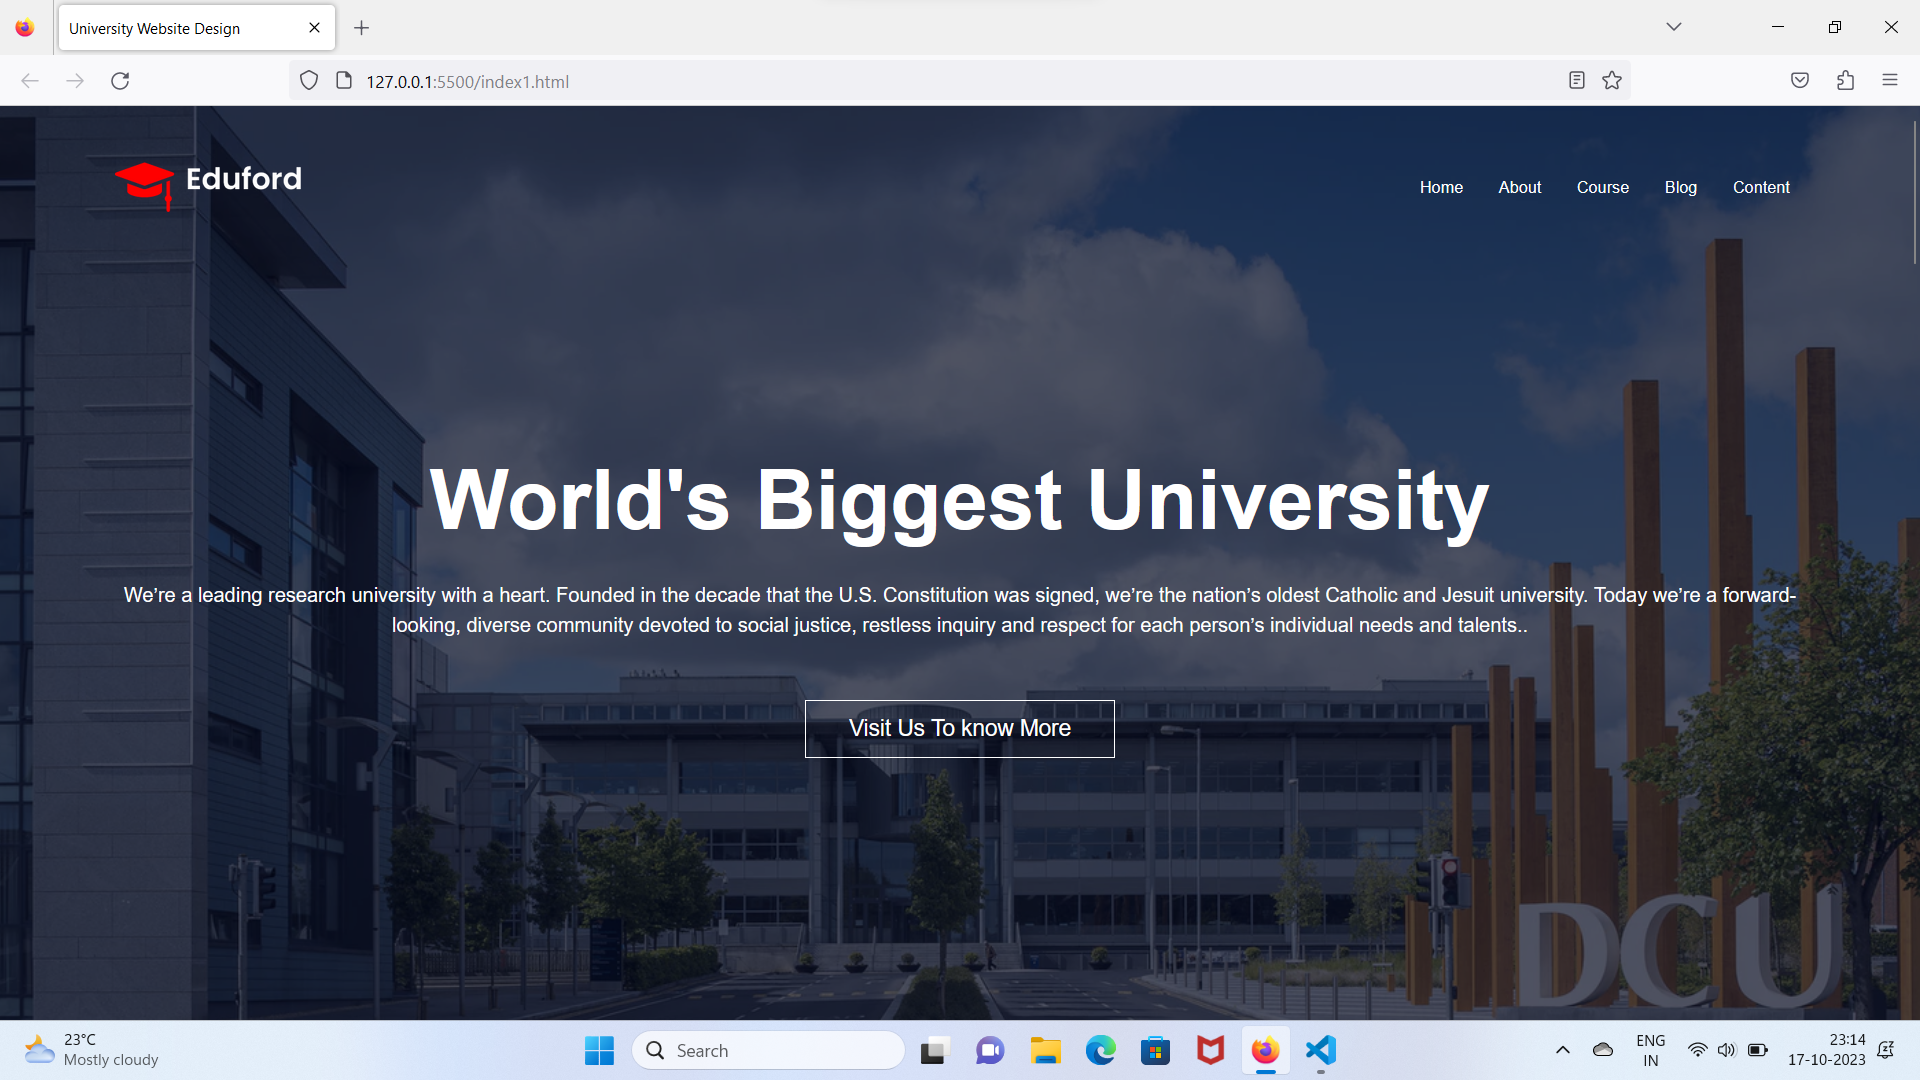 University Website Design
127.0.0.1:5500/index1.html
Eduford
Home About Course Blog Content
World's Biggest University
We’re a leading research university with a heart. Founded in the decade that the U.S. Constitution was signed, we’re the nation’s oldest Catholic and Jesuit university. Today we’re a forward-
looking, diverse community devoted to social justice, restless inquiry and respect for each person’s individual needs and talents..
Visit Us To know More
DCU
23°C
Mostly cloudy
Search
ENG
IN
23:14
17-10-2023